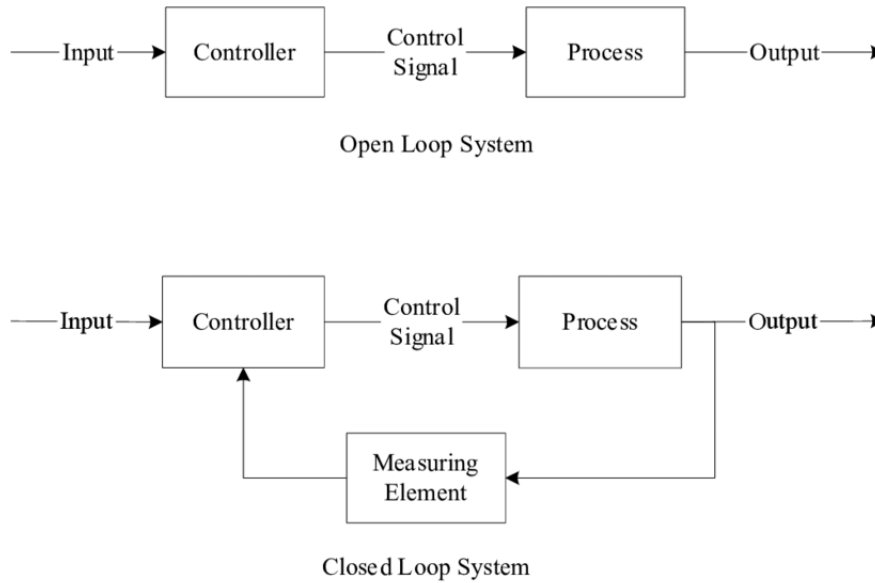 Input
Controller
Control
Signal
Process
Output
Open Loop System
Input
Controller
Control
Signal
Process
Output
Measuring
Element
Closed Loop System